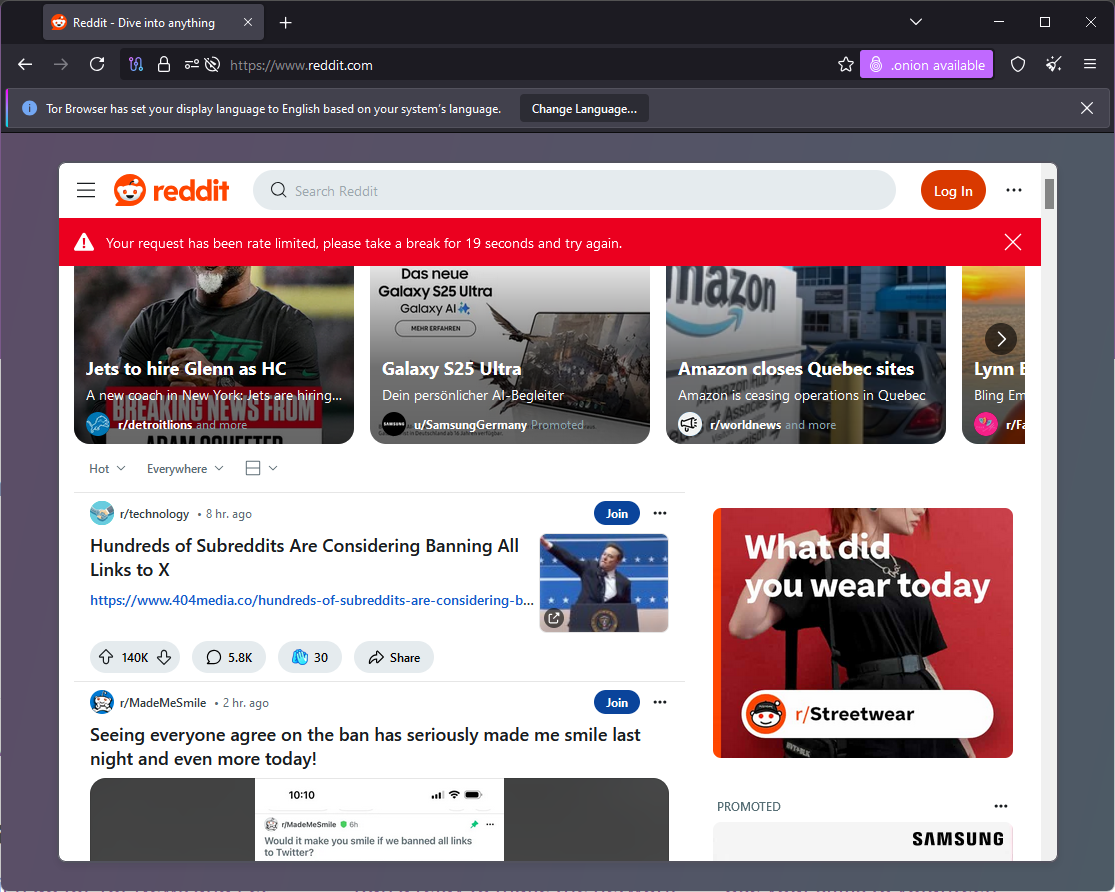 Reddit - Dive into anything
https://www.reddit.com
.onion available
Tor Browser has set your display language to English based on your system's language.
Change Language...
reddit
Search Reddit
Log In
Your request has been rate limited, please take a break for 19 seconds and try again.
JETS
BREAKING NEWS FROM
Jets to hire Glenn as HC
A new coach in New York: Jets are hiring...
r/detroitlions and more
Das neue
Galaxy S25 Ultra
Galaxy AI
MEHR ERFAHREN
Galaxy S25 Ultra
Dein persönlicher AI-Begleiter
SAMSUNG
u/SamsungGermany Promoted
mazon
Amazon closes Quebec sites
Amazon is ceasing operations in Quebec
r/worldnews and more
Lynn
Bling Em
r/Fa
Hot
Everywhere
r/technology • 8 hr. ago
Join
Hundreds of Subreddits Are Considering Banning All
Links to X
https://www.404media.co/hundreds-of-subreddits-are-considering-b...
140K
5.8K
30
Share
r/MadeMeSmile • 2 hr. ago
Join
Seeing everyone agree on the ban has seriously made me smile last
night and even more today!
10:10
r/MadeMeSmile 6h
Would it make you smile if we banned all links
to Twitter?
What did
you wear today
r/Streetwear
PROMOTED
SAMSUNG